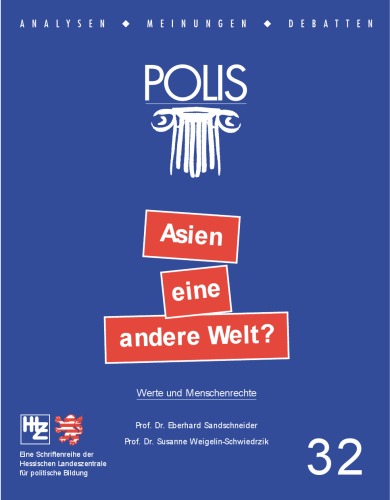 ANALYSEN ◆ MEINUNGEN ◆ DEBATTEN
POLIS
Asien
eine
andere Welt?
Werte und Menschenrechte
Prof. Dr. Eberhard Sandschneider
Prof. Dr. Susanne Weigelin-Schwiedrzik
HLZ
Eine Schriftenreihe der
Hessischen Landeszentrale
für politische Bildung
32